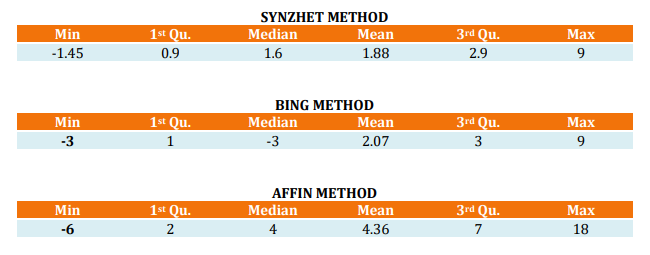 SYNZHET METHOD
Min 1st Qu. Median Mean 3rd Qu. Max
-1.45 0.9 1.6 1.88 2.9 9
BING METHOD
Min 1st Qu. Median Mean 3rd Qu. Max
-3 1 -3 2.07 3 9
AFFIN METHOD
Min 1st Qu. Median Mean 3rd Qu. Max
-6 2 4 4.36 7 18